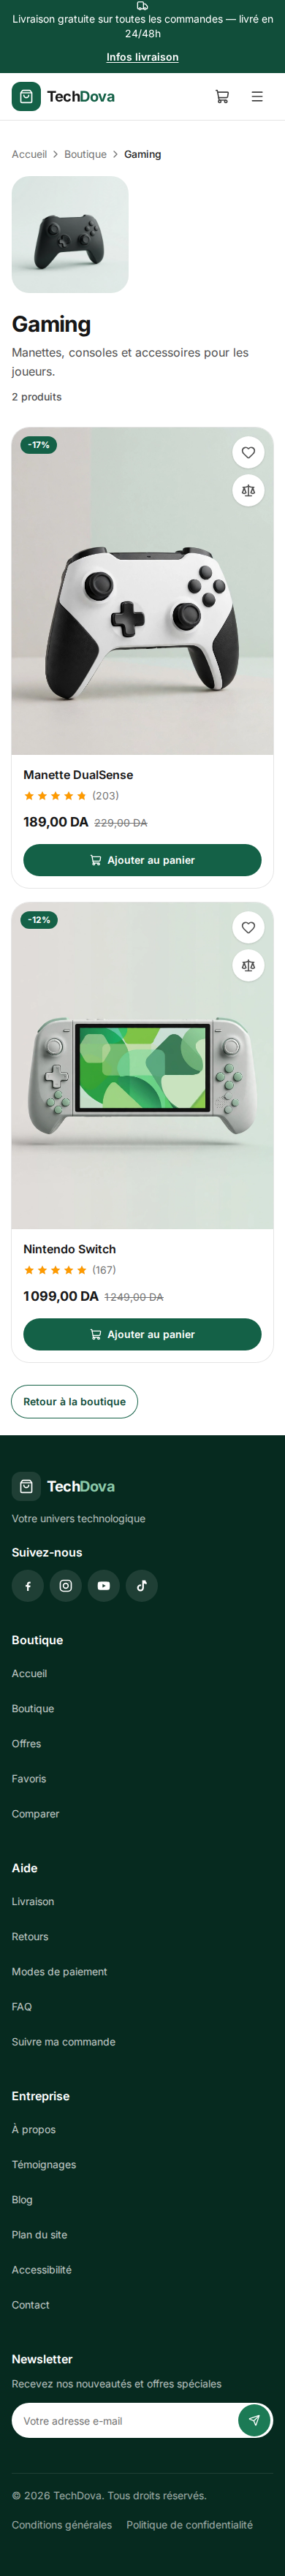 Livraison gratuite sur toutes les commandes — livré en
24/48h
Infos livraison
TechDova
Accueil > Boutique > Gaming
Gaming
Manettes, consoles et accessoires pour les
joueurs.
2 produits
-17%
Manette DualSense
(203)
189,00 DA 229,00 DA
Ajouter au panier
-12%
Nintendo Switch
(167)
1 099,00 DA 1 249,00 DA
Ajouter au panier
Retour à la boutique
TechDova
Votre univers technologique
Suivez-nous
Boutique
Accueil
Boutique
Offres
Favoris
Comparer
Aide
Livraison
Retours
Modes de paiement
FAQ
Suivre ma commande
Entreprise
À propos
Témoignages
Blog
Plan du site
Accessibilité
Contact
Newsletter
Recevez nos nouveautés et offres spéciales
Votre adresse e-mail
© 2026 TechDova. Tous droits réservés.
Conditions générales Politique de confidentialité